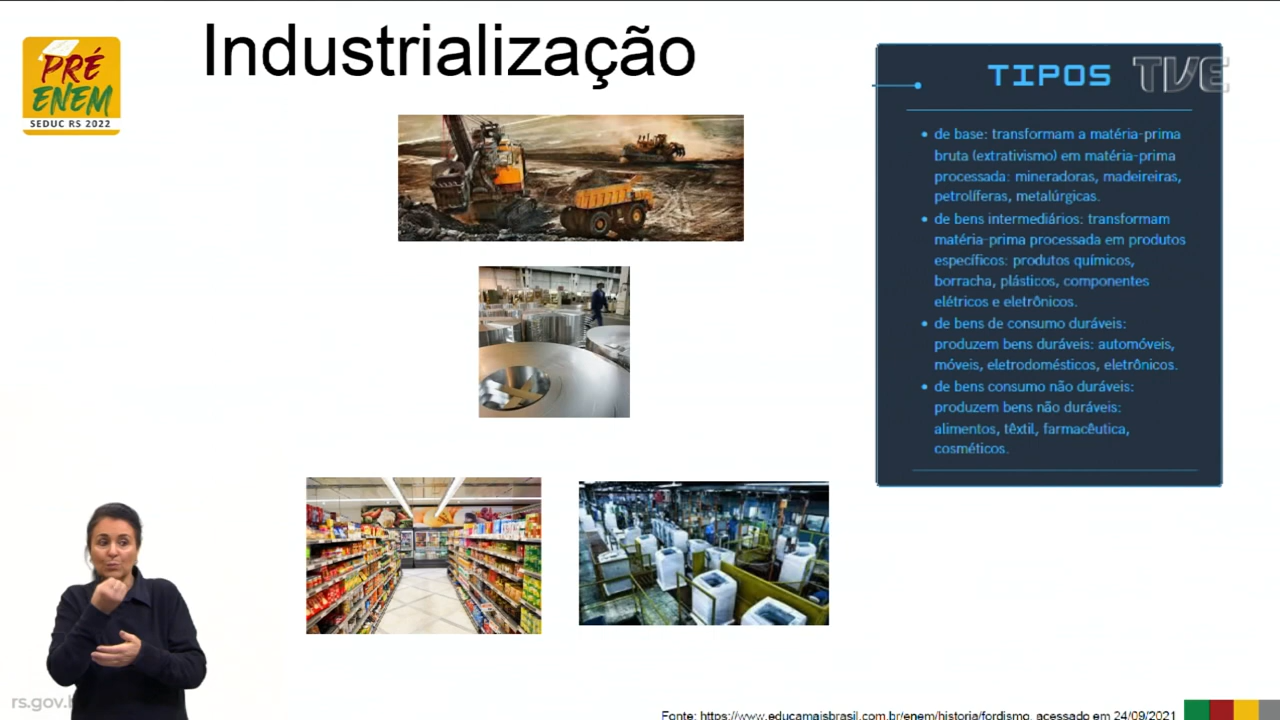 Industrialização
PRÉ
ENEM
SEDUC RS 2022
TIPOS
TVE
• de base: transformam a matéria-prima
bruta (extrativismo) em matéria-prima
processada: mineradoras, madeireiras,
petrolíferas, metalúrgicas.
• de bens intermediários: transformam
matéria-prima processada em produtos
específicos: produtos químicos,
borracha, plásticos, componentes
elétricos e eletrônicos.
• de bens de consumo duráveis:
produzem bens duráveis: automóveis,
móveis, eletrodomésticos, eletrônicos.
• de bens consumo não duráveis:
produzem bens não duráveis:
alimentos, têxtil, farmacêutica,
cosméticos.
rs.gov.
Fonte: https://www.educamaisbrasil.com.br/enem/historia/fordismo, acessado em 24/09/2021